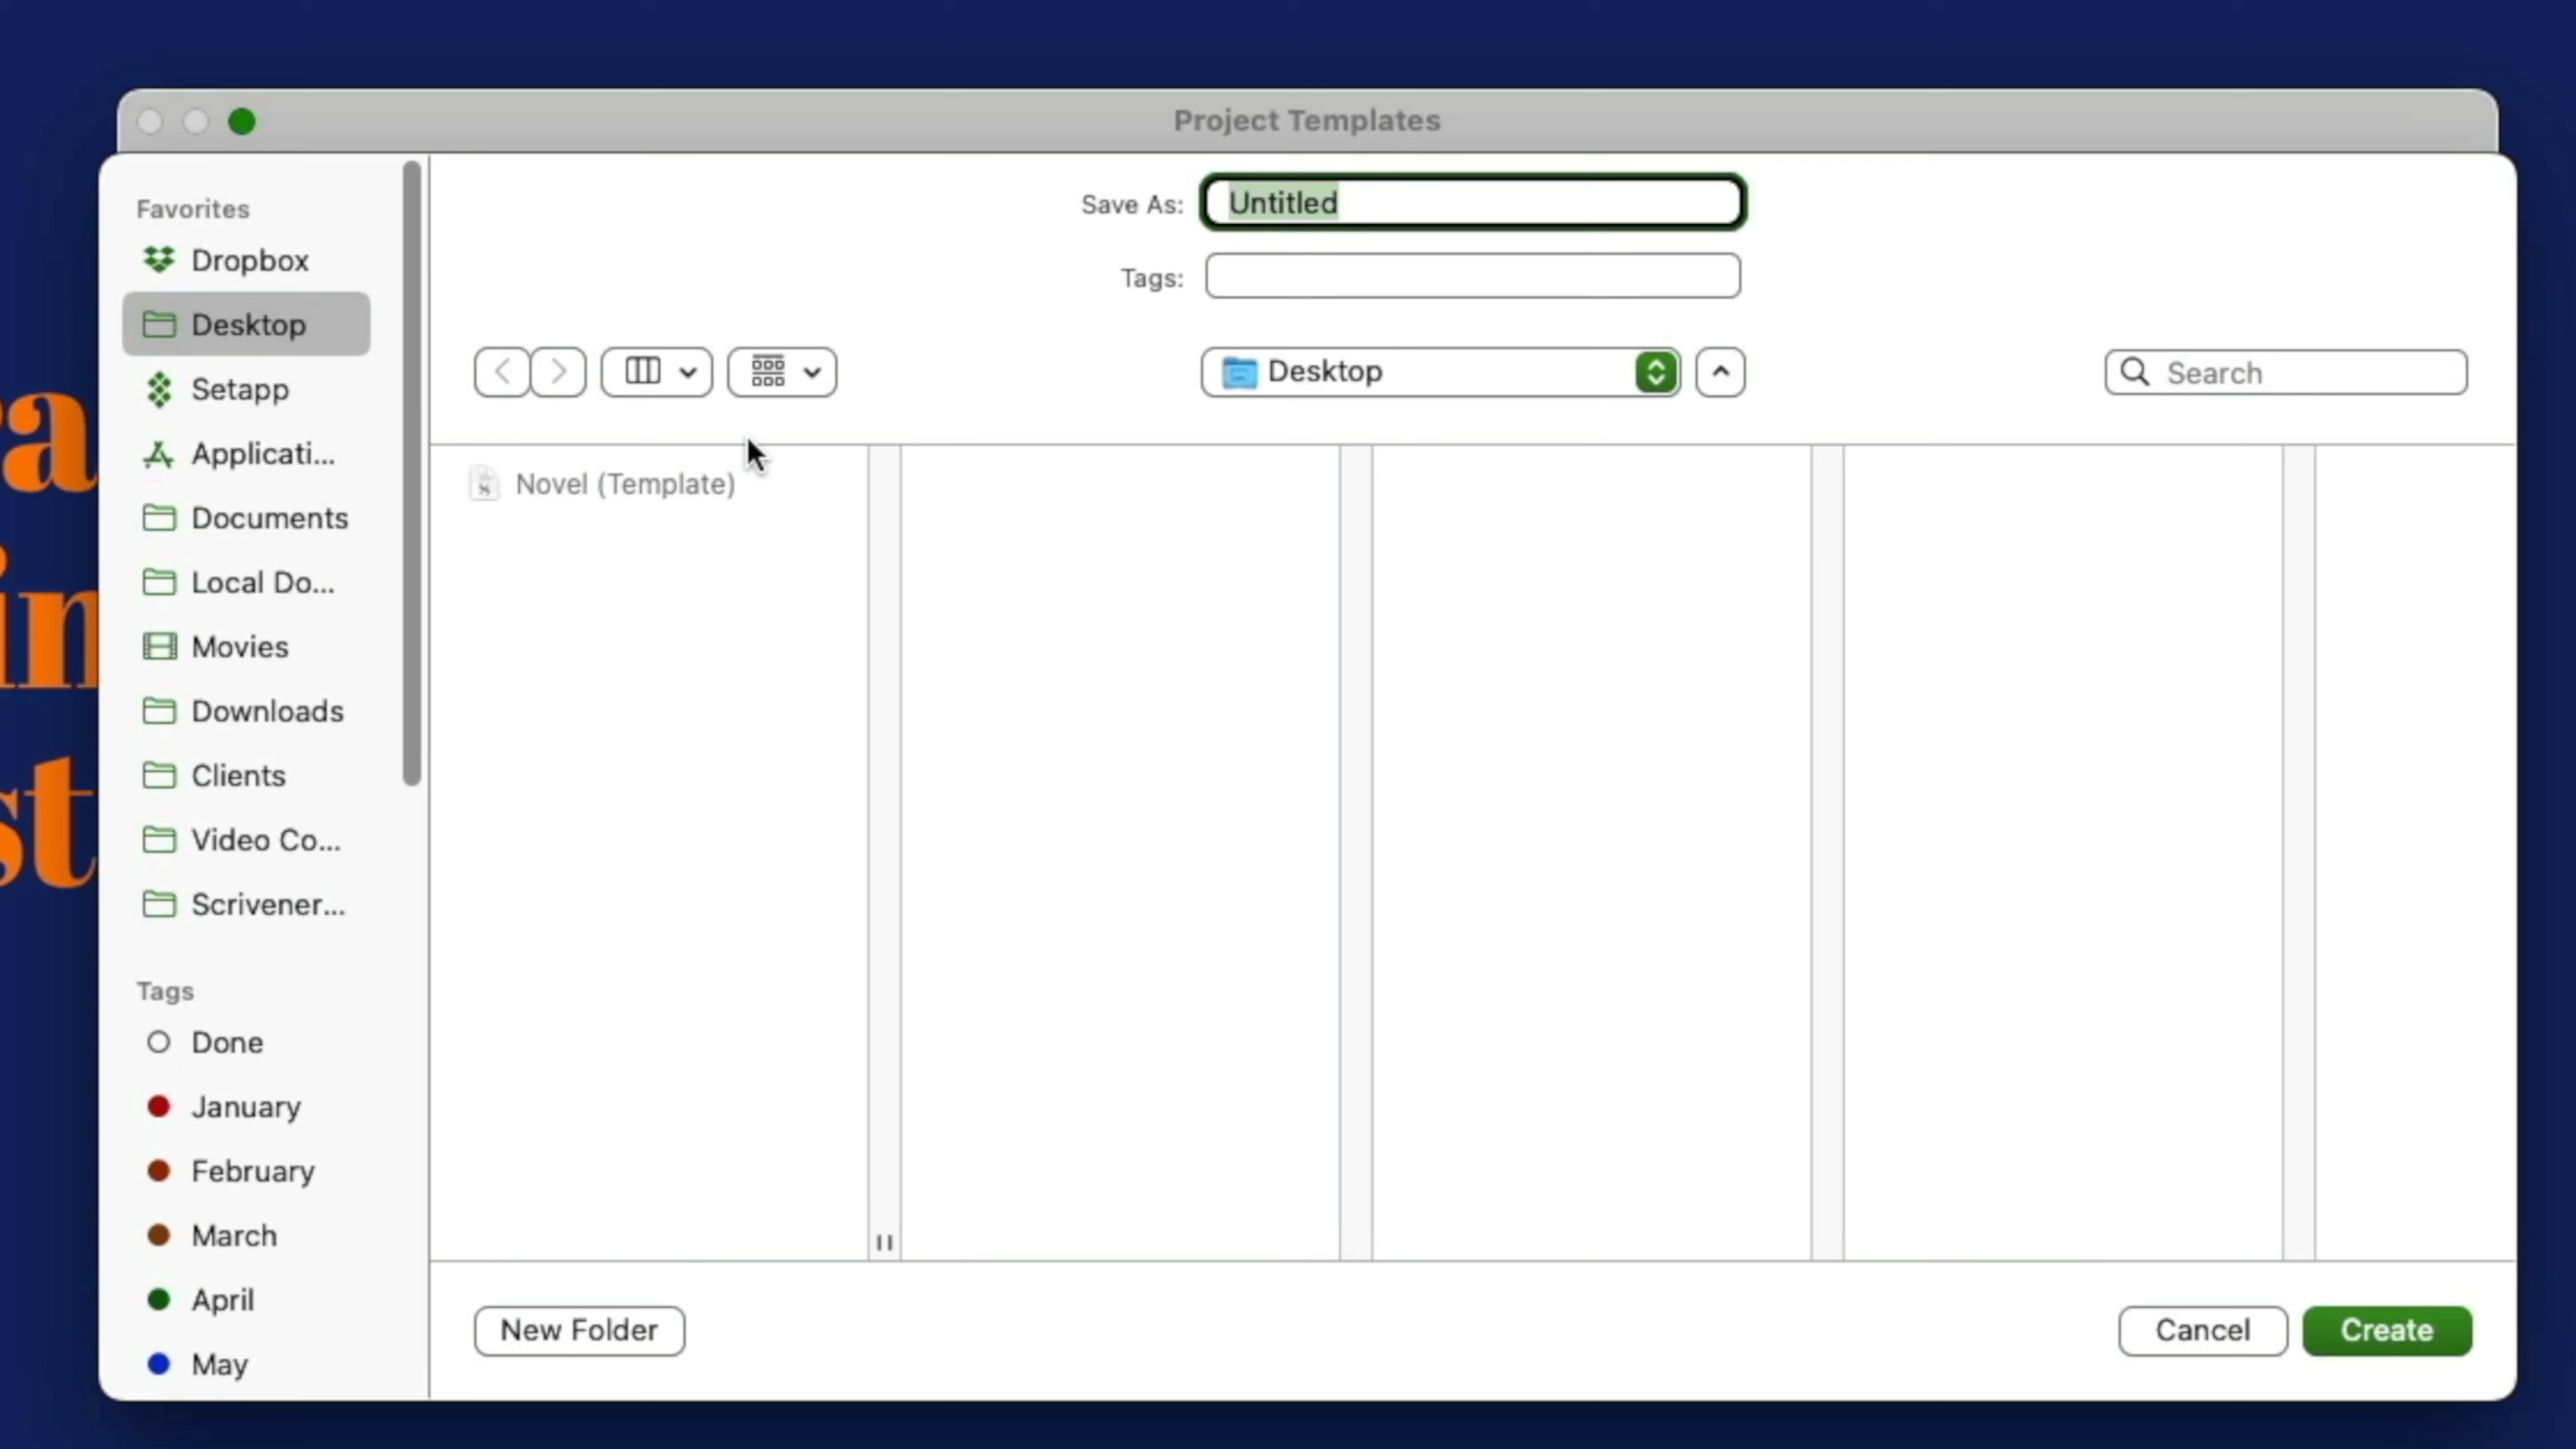 Project Templates
Favorites
Dropbox
Desktop
Setapp
Applicati...
Documents
Local Do...
Movies
Downloads
Clients
Video Co...
Scrivener...
Tags
Done
January
February
March
April
May
Save As: Untitled
Tags:
Desktop
Search
Novel (Template)
New Folder
Cancel
Create